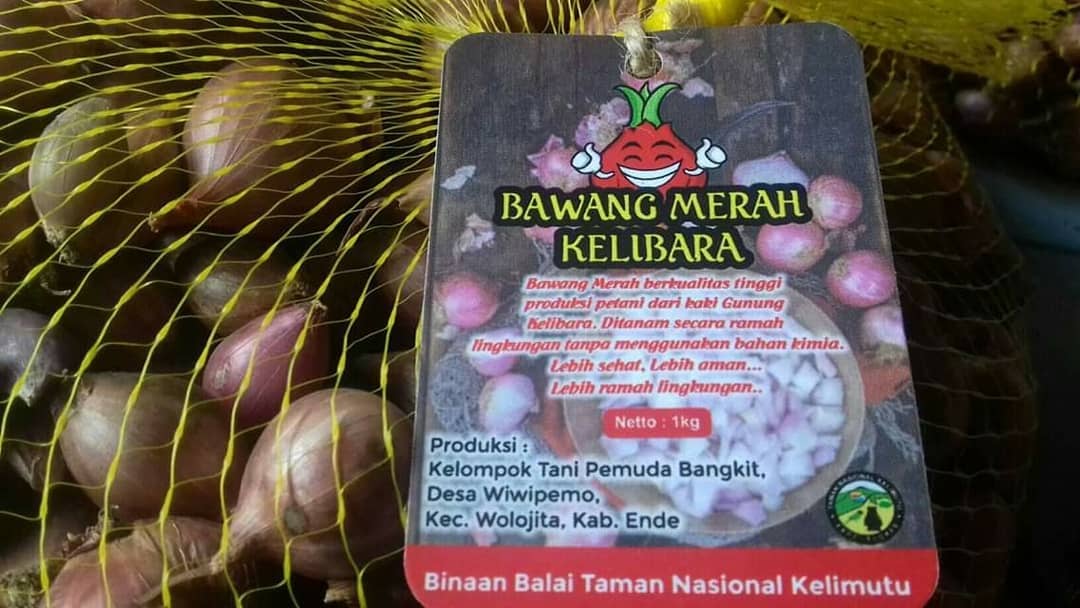 BAWANG MERAH
KELIBARA
Bawang Merah berkualitas tinggi
produksi petani dari kaki Gunung
Kelibara. Ditanam secara ramah
lingkungan tanpa menggunakan bahan kimia.
Lebih sehat, Lebih aman...
Lebih ramah lingkungan..
Netto : 1kg
Produksi :
Kelompok Tani Pemuda Bangkit,
Desa Wiwipemo,
Kec. Wolojita, Kab. Ende
Binaan Balai Taman Nasional Kelimutu